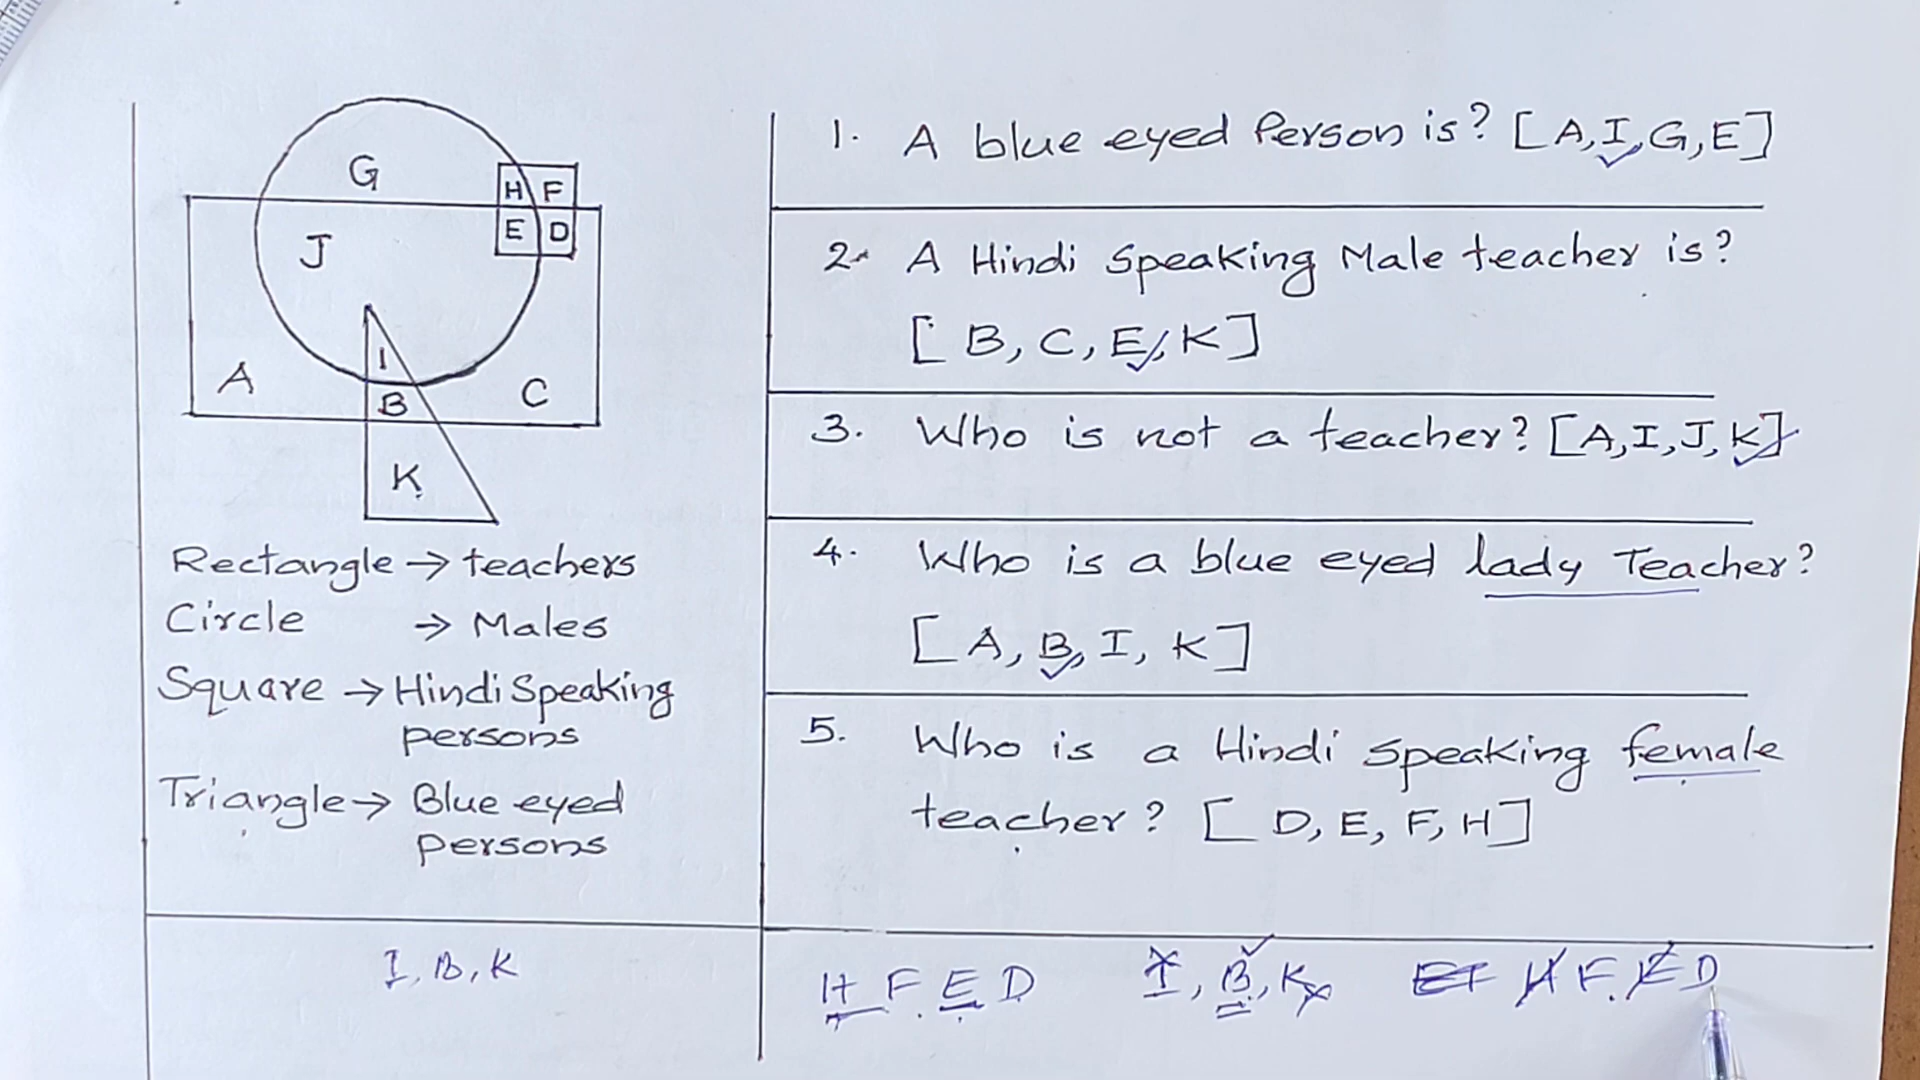 G
H F
E D
J
I
A
B
C
K
Rectangle → teachers
Circle → Males
Square → Hindi Speaking
persons
Triangle → Blue eyed
persons
I, B, K
1. A blue eyed Person is? [A, I, G, E]
2. A Hindi Speaking Male teacher is?
[B, C, E, K]
3. Who is not a teacher? [A, I, J, K]
4. Who is a blue eyed lady Teacher?
[A, B, I, K]
5. Who is a Hindi Speaking female
teacher? [D, E, F, H]
H F E D I, B, K H F E D